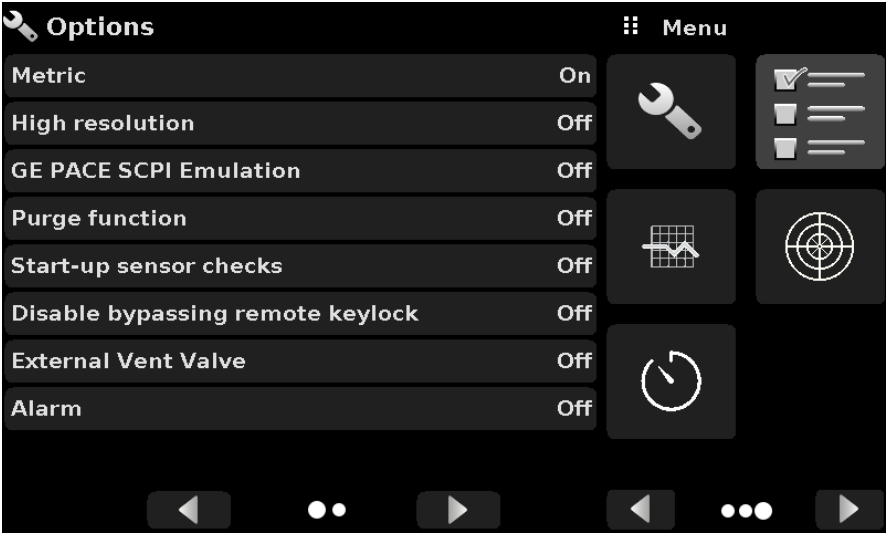 Options
Metric On
High resolution Off
GE PACE SCPI Emulation Off
Purge function Off
Start-up sensor checks Off
Disable bypassing remote keylock Off
External Vent Valve Off
Alarm Off
Menu